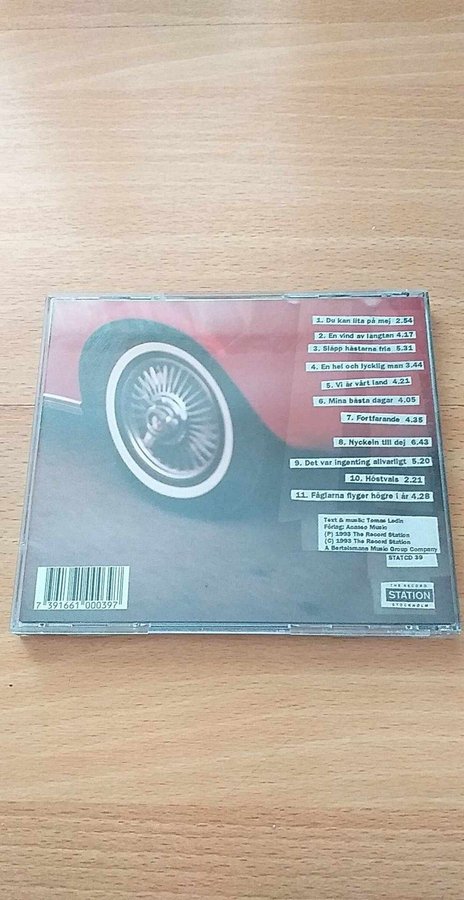 1. Du kan lita på mej 2.54
2. En vind av längtan 4.17
3. Släpp hästarna fria 5.31
4. En hel och lycklig man 3.44
5. Vi är vårt land 4.21
6. Mina bästa dagar 4.05
7. Fortfarande 4.35
8. Nyckeln till dej 6.43
9. Det var ingenting allvarligt 5.20
10. Höstvals 2.21
11. Fåglarna flyger högre i år 4.28
Text & musik: Tomas Ledin
Förlag: Acasso Music
(P) 1993 The Record Station
(C) 1993 The Record Station
A Bertelsmann Music Group Company
STATCD 39
THE RECORD
STATION
STOCKHOLM
7 391661 000397